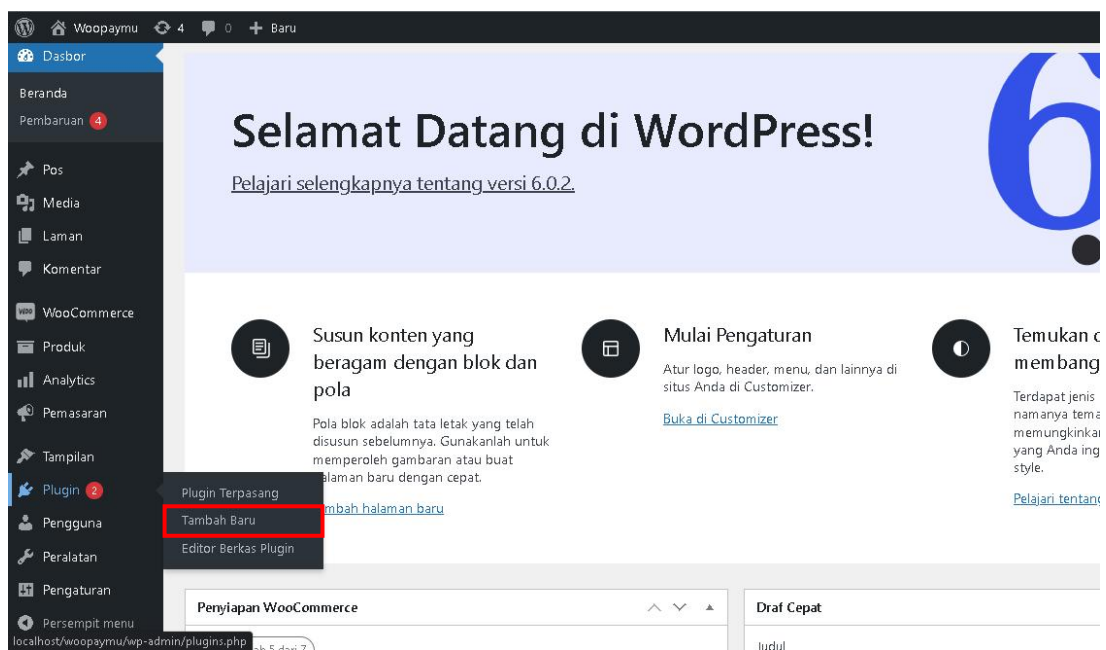 Woopaymu 4 0 + Baru
Dasbor
Beranda
Pembaruan 4
Pos
Media
Laman
Komentar
WooCommerce
Produk
Analytics
Pemasaran
Tampilan
Plugin 2
Pengguna
Peralatan
Pengaturan
Persempit menu
localhost/woopaymu/wp-admin/plugins.php
Plugin Terpasang
Tambah Baru
Editor Berkas Plugin
Selamat Datang di WordPress!
Pelajari selengkapnya tentang versi 6.0.2.
6
Susun konten yang
beragam dengan blok dan
pola
Pola blok adalah tata letak yang telah
disusun sebelumnya. Gunakanlah untuk
memperoleh gambaran atau buat
halaman baru dengan cepat.
mbah halaman baru
Mulai Pengaturan
Atur logo, header, menu, dan lainnya di
situs Anda di Customizer.
Buka di Customizer
Temukan c
membang
Terdapat jenis
namanya tema
memungkinkan
yang Anda ing
style.
Pelajari tentang
Penyiapan WooCommerce
5 dari 7
Draf Cepat
Judul